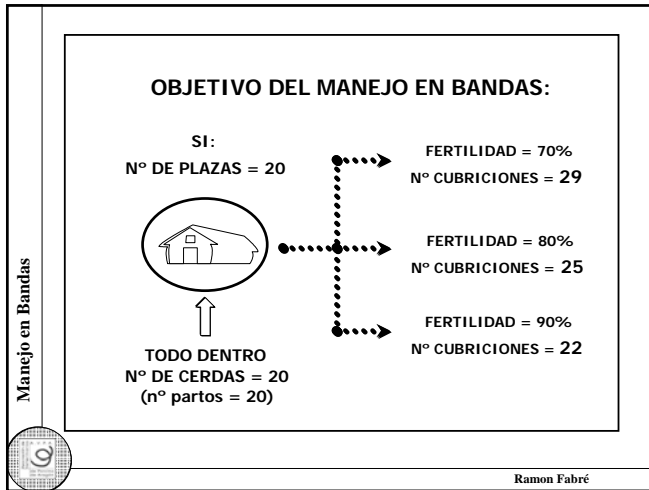 OBJETIVO DEL MANEJO EN BANDAS:
SI:
Nº DE PLAZAS = 20
TODO DENTRO
Nº DE CERDAS = 20
(nº partos = 20)
FERTILIDAD = 70%
Nº CUBRICIONES = 29
FERTILIDAD = 80%
Nº CUBRICIONES = 25
FERTILIDAD = 90%
Nº CUBRICIONES = 22
Manejo en Bandas
Ramon Fabré